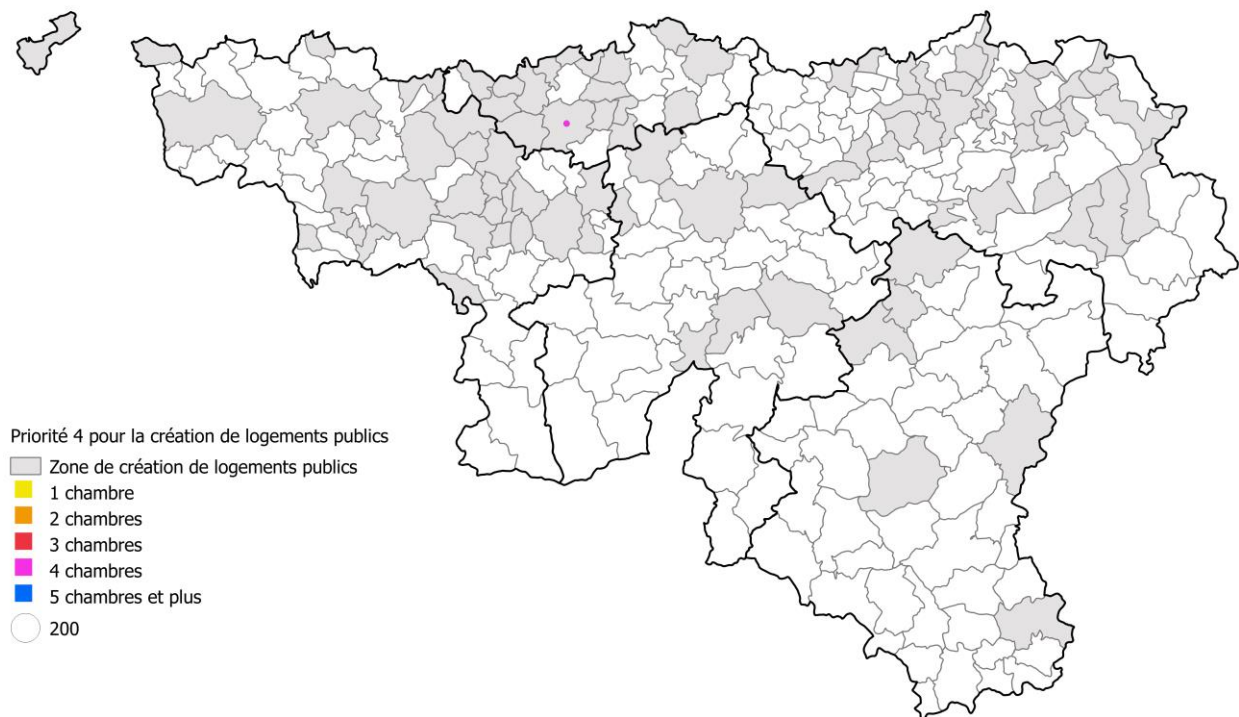 Priorité 4 pour la création de logements publics
Zone de création de logements publics
1 chambre
2 chambres
3 chambres
4 chambres
5 chambres et plus
200